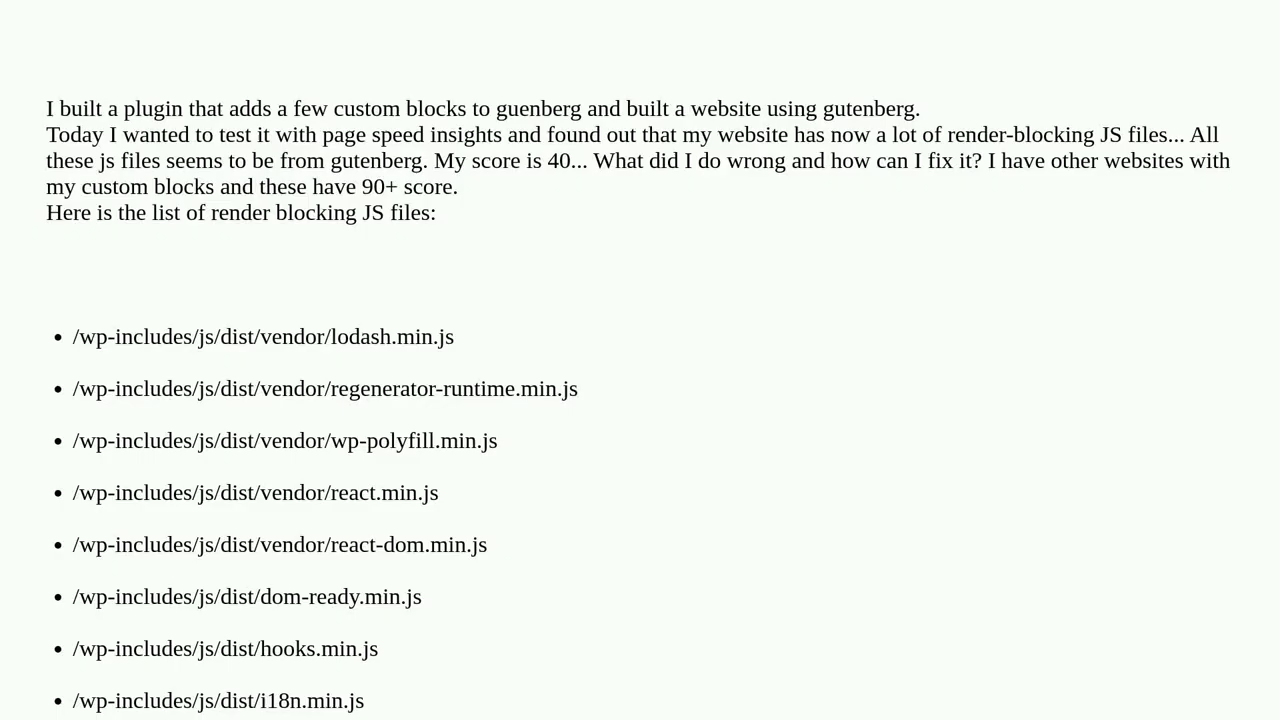 I built a plugin that adds a few custom blocks to guenberg and built a website using gutenberg.
Today I wanted to test it with page speed insights and found out that my website has now a lot of render-blocking JS files... All
these js files seems to be from gutenberg. My score is 40... What did I do wrong and how can I fix it? I have other websites with
my custom blocks and these have 90+ score.
Here is the list of render blocking JS files:
• /wp-includes/js/dist/vendor/lodash.min.js
• /wp-includes/js/dist/vendor/regenerator-runtime.min.js
• /wp-includes/js/dist/vendor/wp-polyfill.min.js
• /wp-includes/js/dist/vendor/react.min.js
• /wp-includes/js/dist/vendor/react-dom.min.js
• /wp-includes/js/dist/dom-ready.min.js
• /wp-includes/js/dist/hooks.min.js
• /wp-includes/js/dist/i18n.min.js